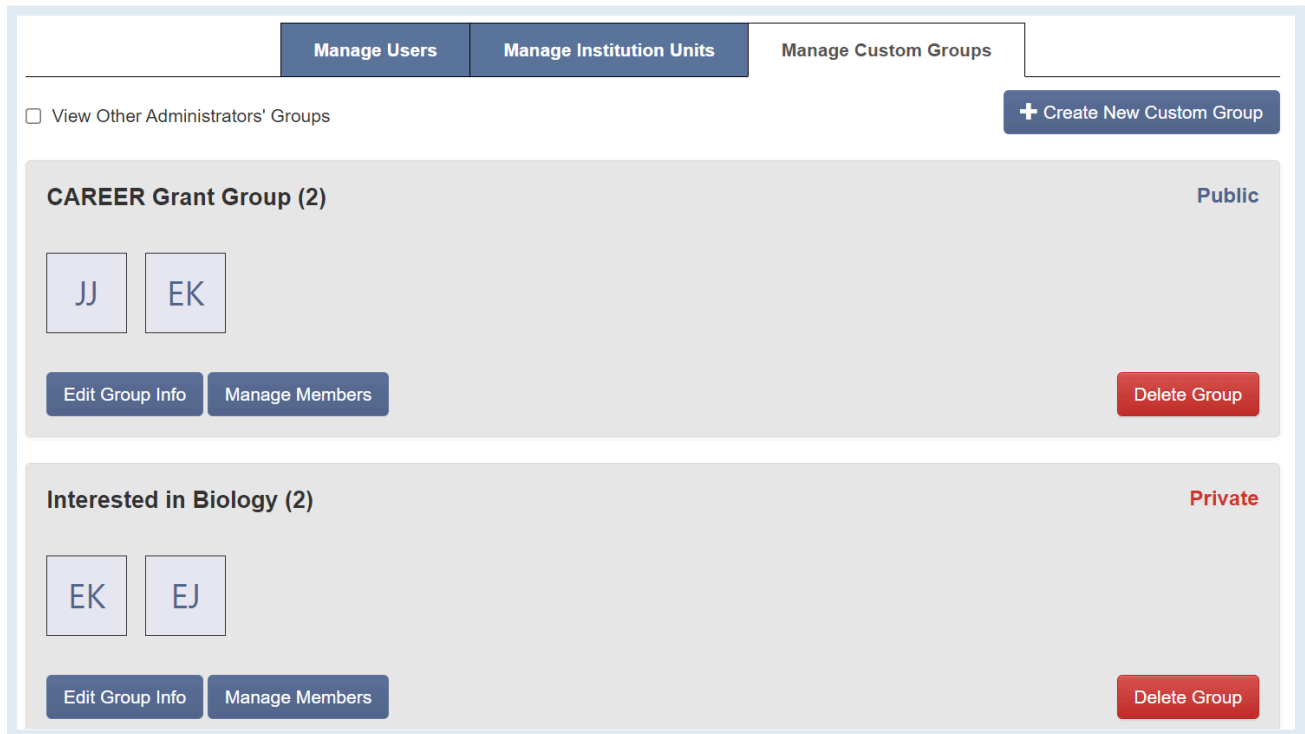 Manage Users Manage Institution Units Manage Custom Groups
View Other Administrators' Groups
+ Create New Custom Group
CAREER Grant Group (2) Public
JJ EK
Edit Group Info Manage Members Delete Group
Interested in Biology (2) Private
EK EJ
Edit Group Info Manage Members Delete Group